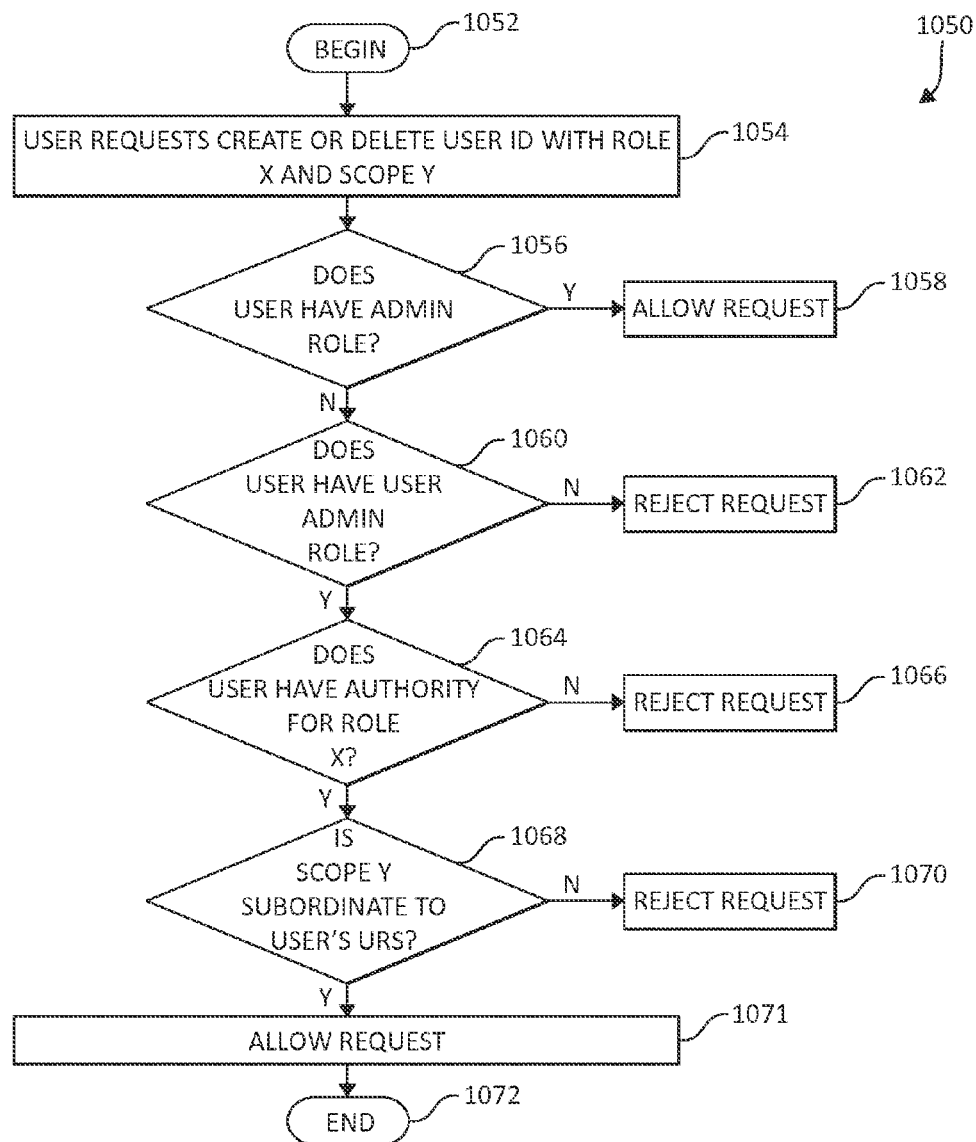 1052
1050
BEGIN
USER REQUESTS CREATE OR DELETE USER ID WITH ROLE
X AND SCOPE Y
1054
1056
DOES
USER HAVE ADMIN
ROLE?
Y
ALLOW REQUEST
1058
N
1060
DOES
USER HAVE USER
ADMIN
ROLE?
N
REJECT REQUEST
1062
Y
1064
DOES
USER HAVE AUTHORITY
FOR ROLE
X?
N
REJECT REQUEST
1066
Y
1068
IS
SCOPE Y
SUBORDINATE TO
USER'S URS?
N
REJECT REQUEST
1070
Y
1071
ALLOW REQUEST
1072
END